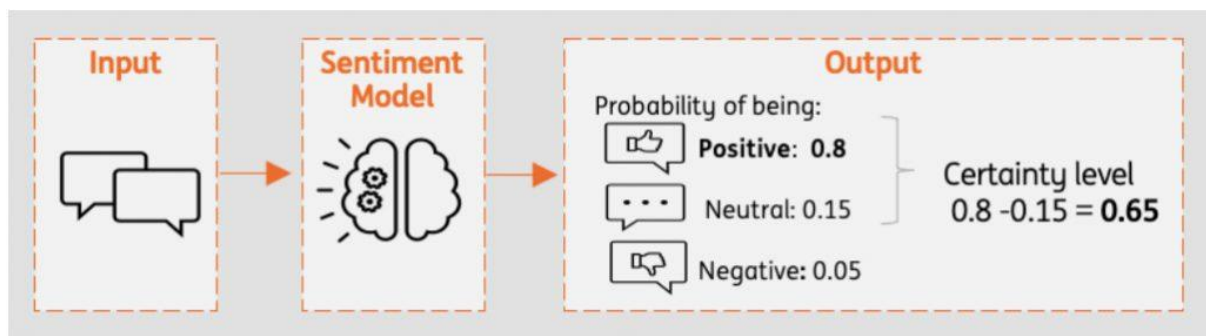 Input
Sentiment
Model
Output
Probability of being:
Positive: 0.8
Neutral: 0.15
Negative: 0.05
Certainty level
0.8 -0.15 = 0.65